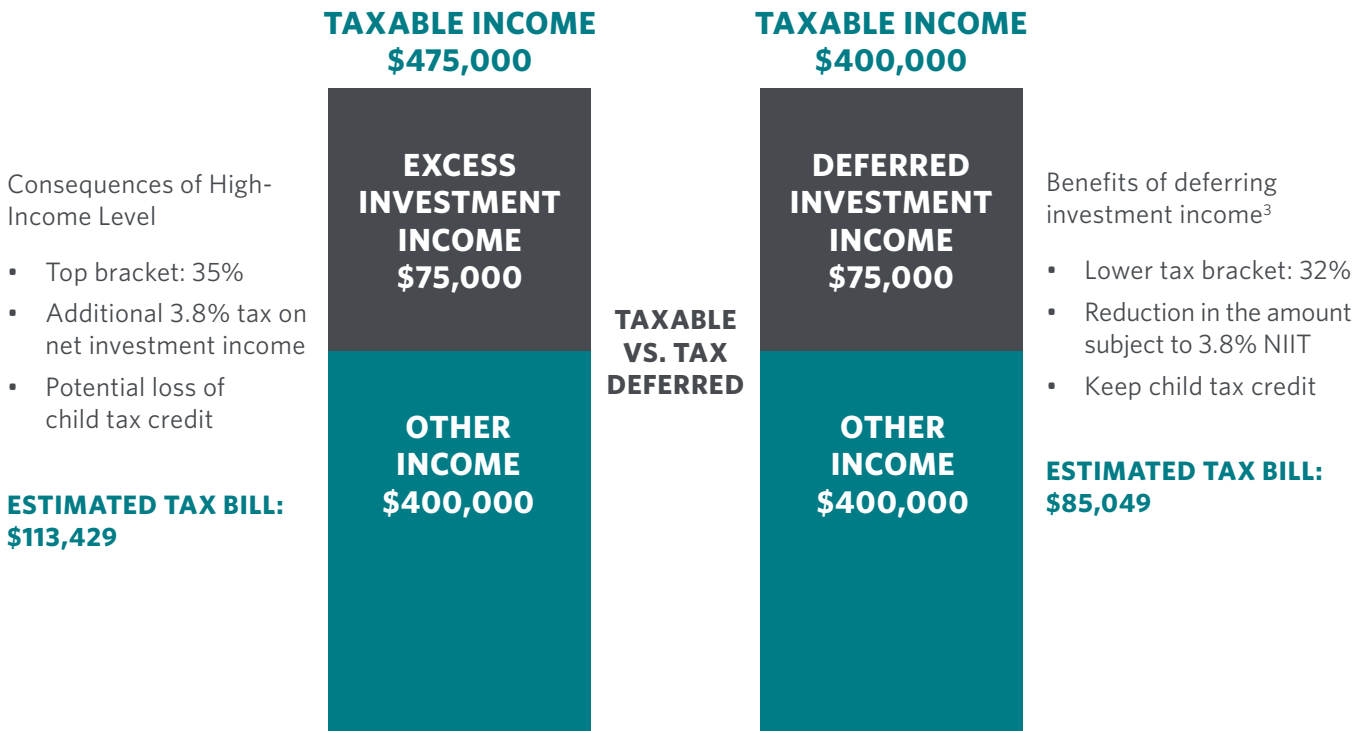 TAXABLE INCOME
$475,000
TAXABLE INCOME
$400,000
Consequences of High-
Income Level
• Top bracket: 35%
• Additional 3.8% tax on
net investment income
• Potential loss of
child tax credit
ESTIMATED TAX BILL:
$113,429
EXCESS
INVESTMENT
INCOME
$75,000
OTHER
INCOME
$400,000
TAXABLE
VS. TAX
DEFERRED
DEFERRED
INVESTMENT
INCOME
$75,000
OTHER
INCOME
$400,000
Benefits of deferring
investment income³
• Lower tax bracket: 32%
• Reduction in the amount
subject to 3.8% NIIT
• Keep child tax credit
ESTIMATED TAX BILL:
$85,049